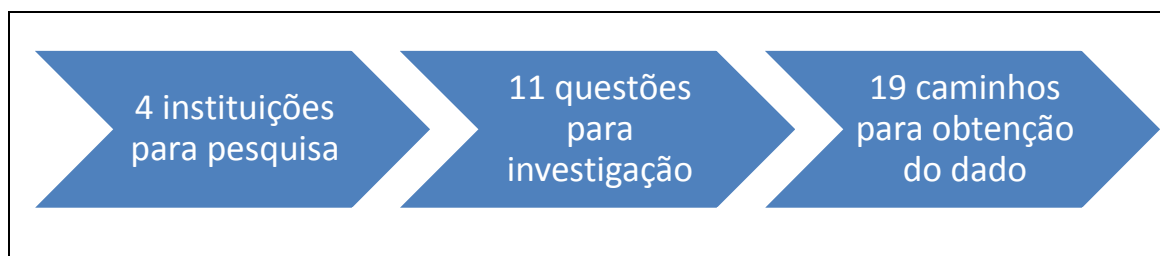 4 instituições
para pesquisa
11 questões
para
investigação
19 caminhos
para obtenção
do dado